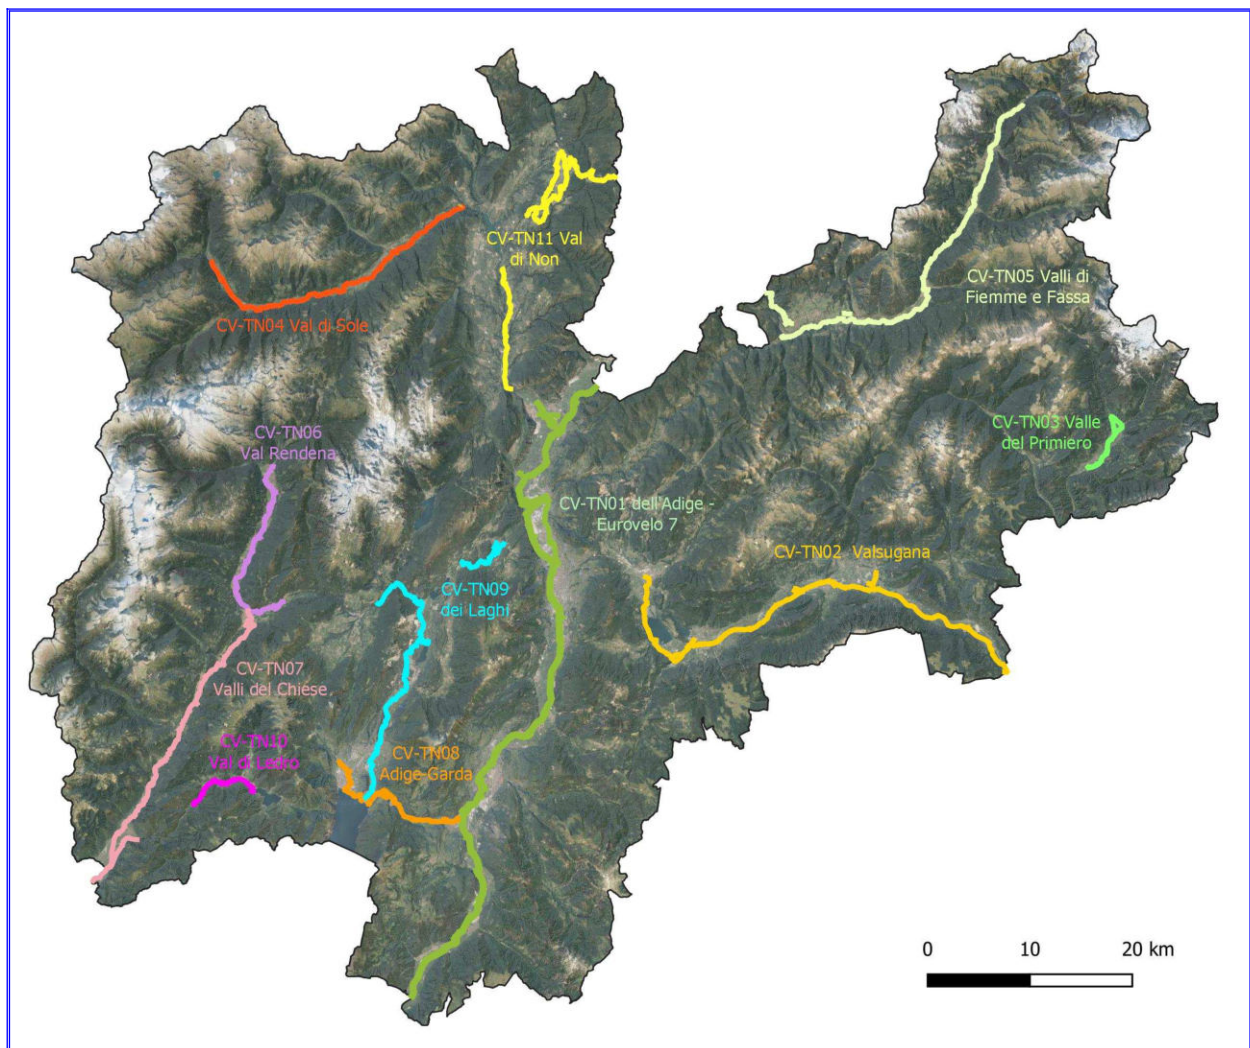 CV-TN11 Val
di Non
CV-TN05 Valli di
Fiemme e Fassa
CV-TN04 Val di Sole
CV-TN06
Val Rendena
CV-TN03 Valle
del Primiero
CV-TN01 dell'Adige -
Eurovelo 7
CV-TN02 Valsugana
CV-TN09
dei Laghi
CV-TN07
Valli del Chiese
CV-TN10
Val di Ledro
CV-TN08
Adige-Garda
0 10 20 km